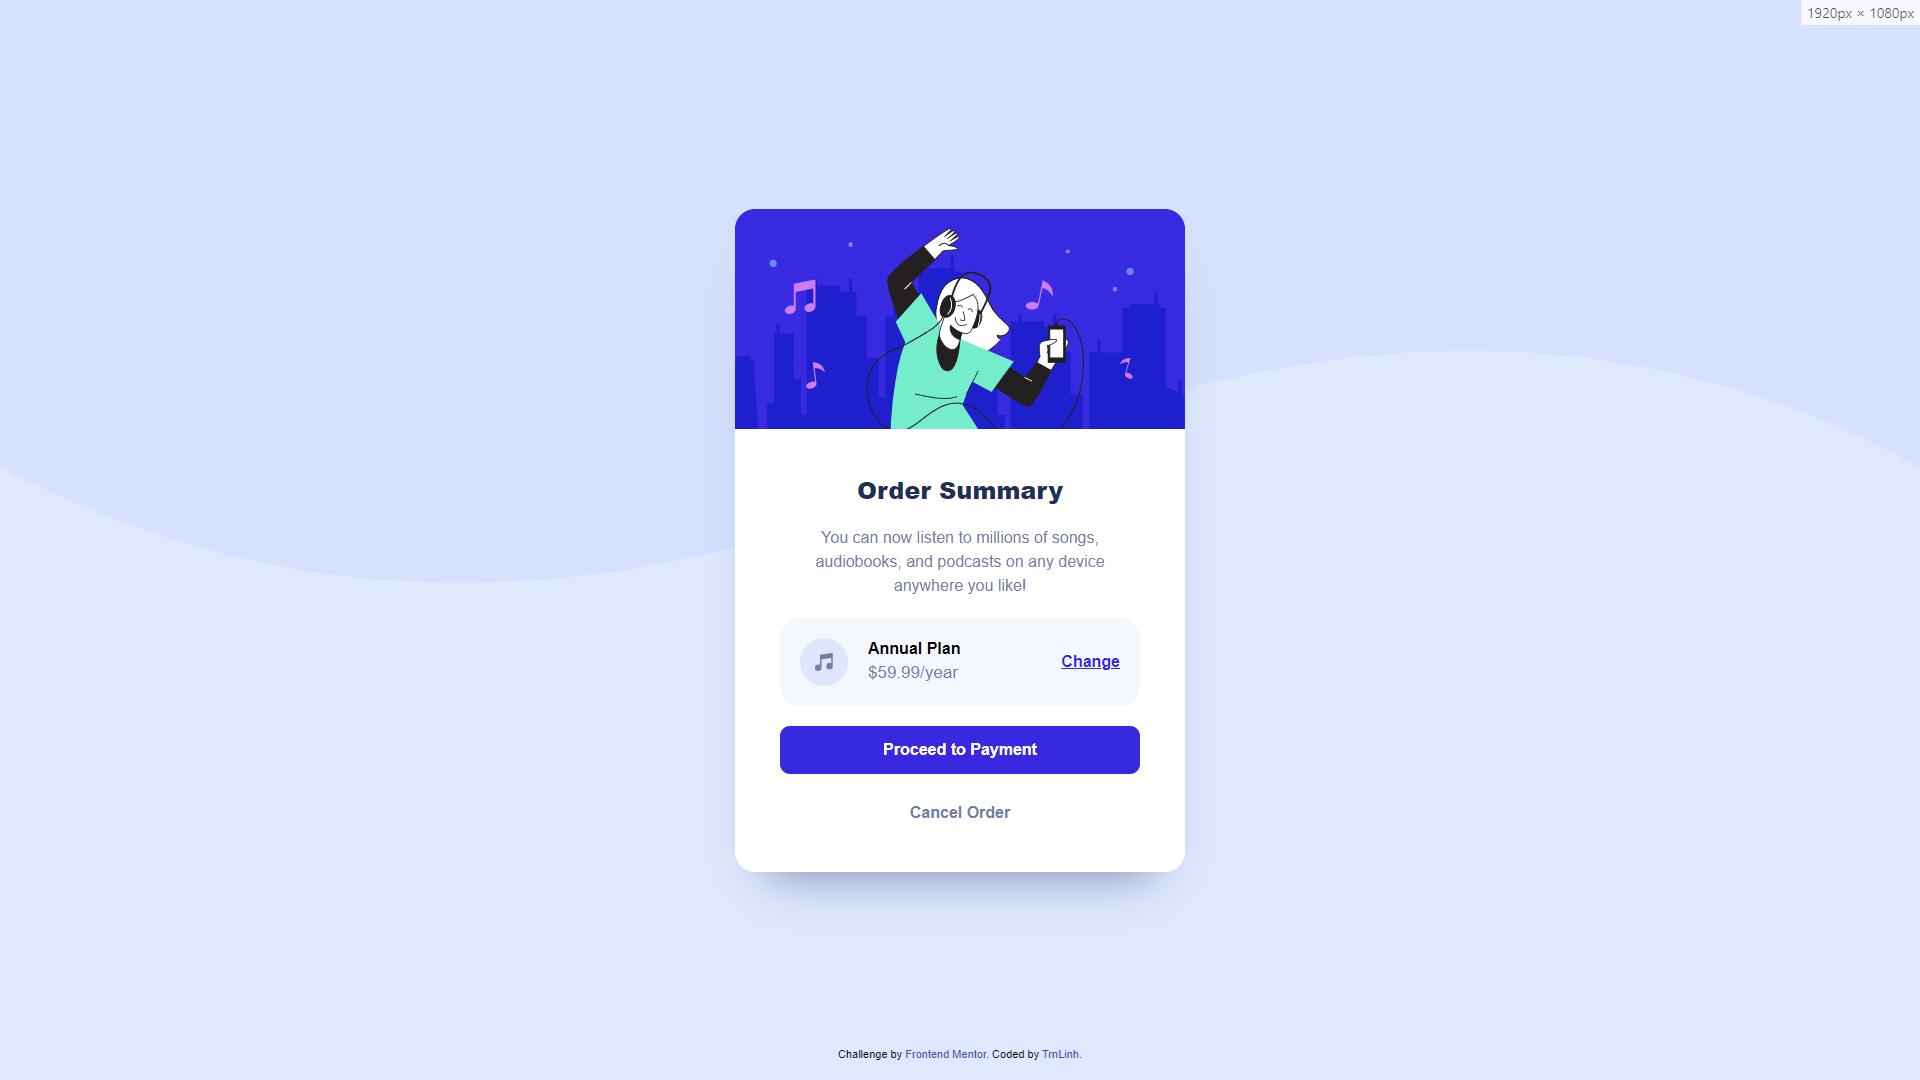 1920px × 1080px
Order Summary
You can now listen to millions of songs,
audiobooks, and podcasts on any device
anywhere you like!
Annual Plan
$59.99/year
Change
Proceed to Payment
Cancel Order
Challenge by Frontend Mentor. Coded by TrnLinh.